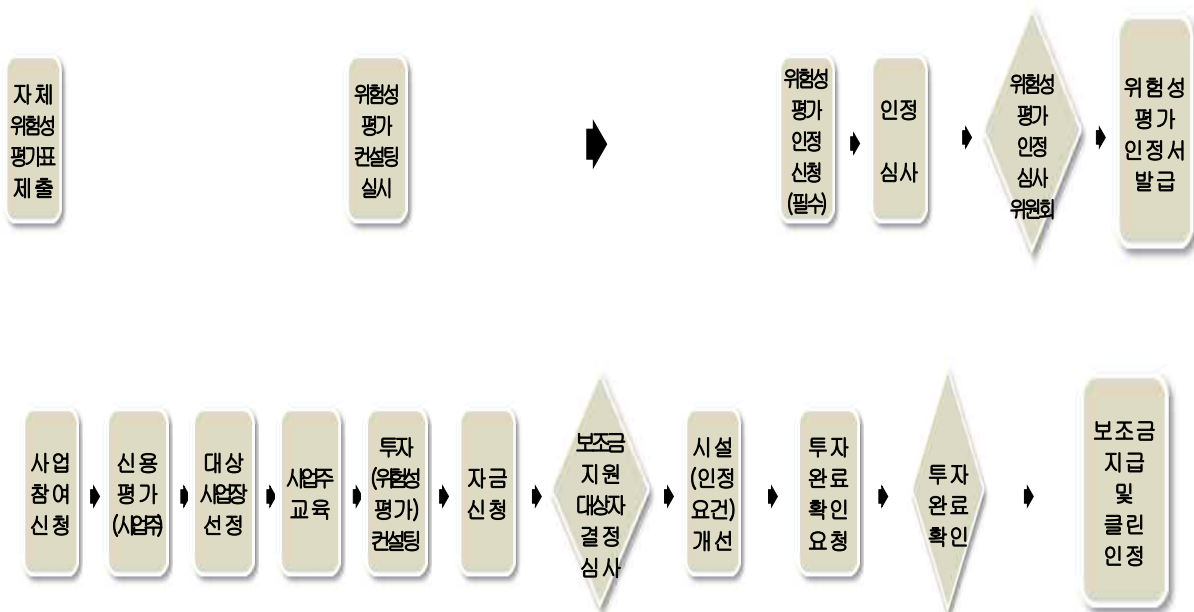 자체
위험성
평가표
제출
위험성
평가
컨설팅
실시
위험성
평가
인정
신청
(필수)
인정
심사
위험성
평가
인정
심사
위원회
위험성
평가
인정서
발급
사업
참여
신청
신용
평가
(사업주)
대상
사업장
선정
사업주
교육
투자
(위험성
평가)
컨설팅
자금
신청
보조금
지원
대상자
결정
심사
시설
(인정
요건)
개선
투자
완료
확인
요청
투자
완료
확인
보조금
지급
및
클린
인정